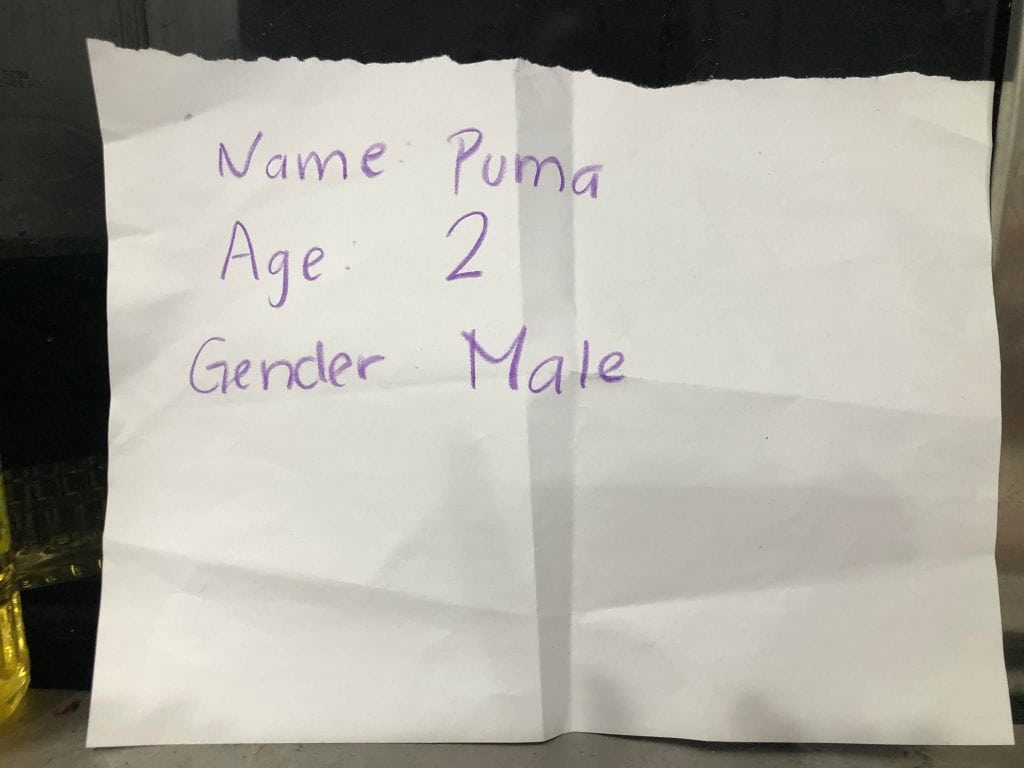 Name Puma
Age. 2
Gender Male